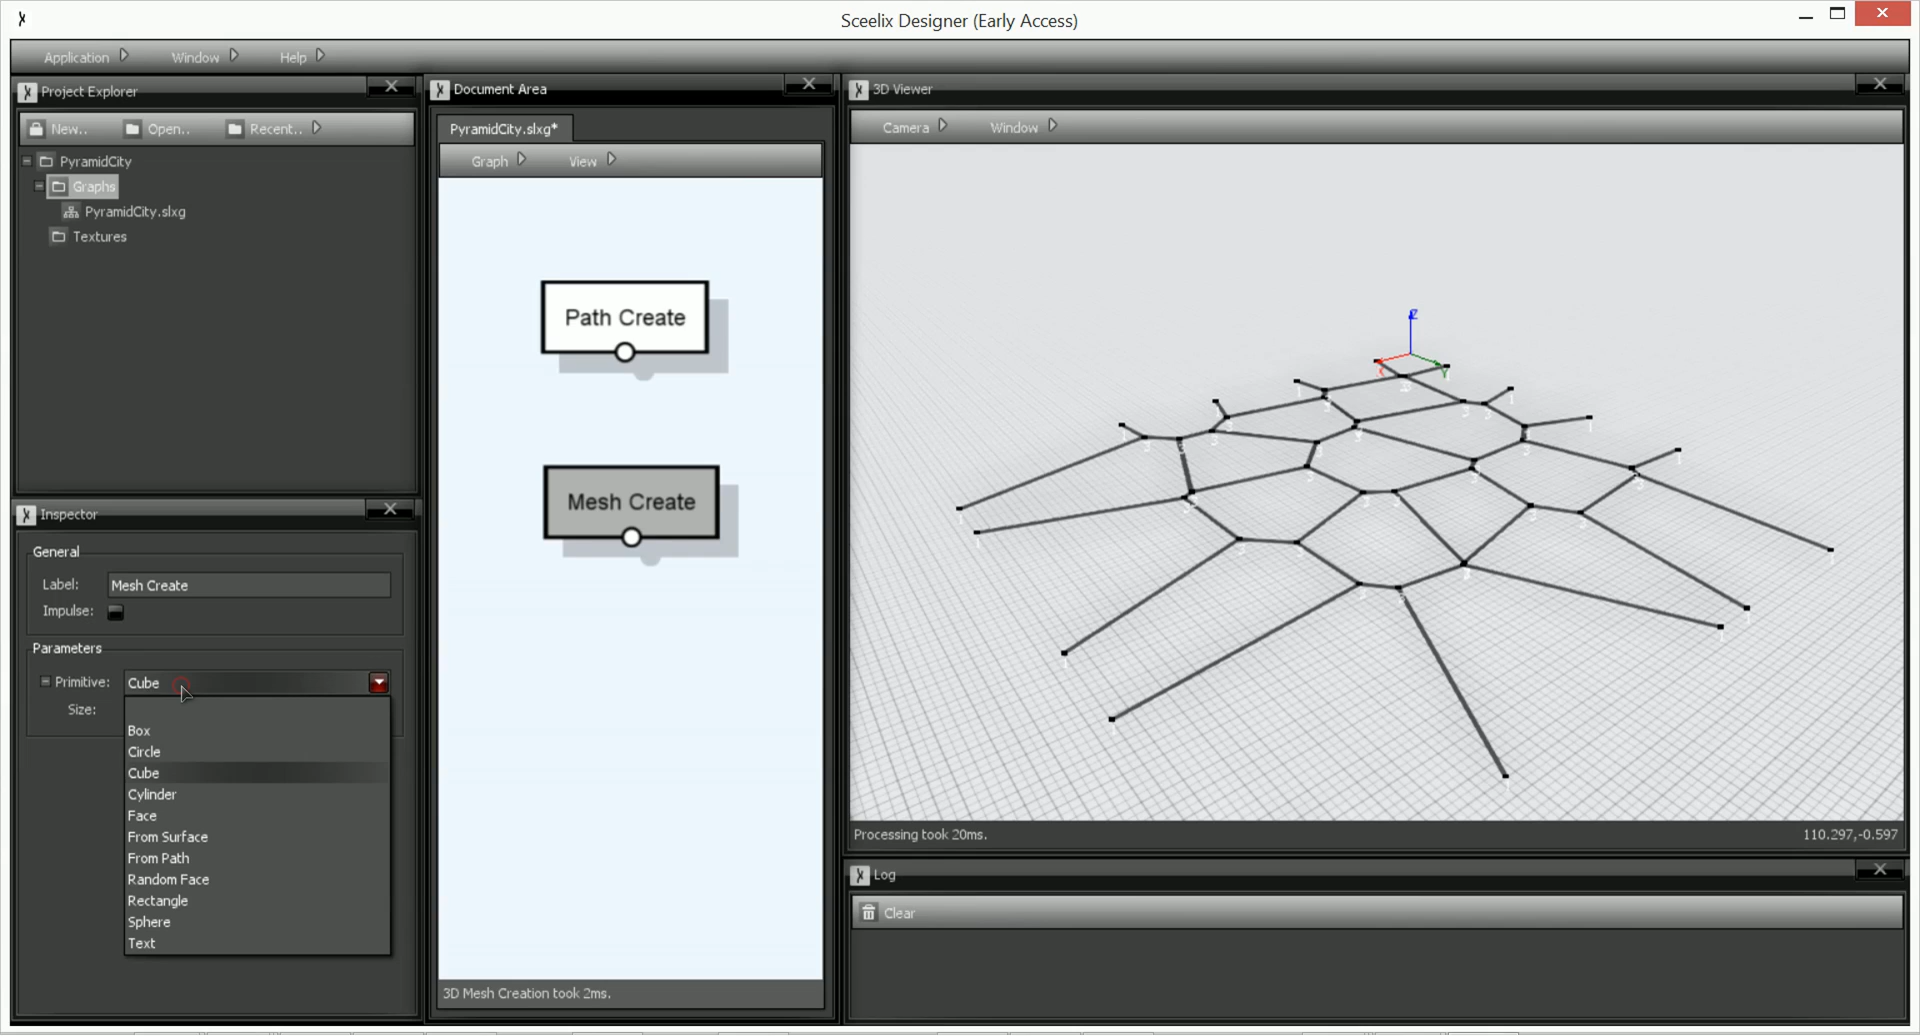 Sceelix Designer (Early Access)
Application Window Help
Project Explorer
New.. Open.. Recent..
PyramidCity
Graphs
PyramidCity.slxg
Textures
Inspector
General
Label: Mesh Create
Impulse:
Parameters
Primitive: Cube
Size:
Box
Circle
Cube
Cylinder
Face
From Surface
From Path
Random Face
Rectangle
Sphere
Text
Document Area
PyramidCity.slxg*
Graph View
Path Create
Mesh Create
3D Mesh Creation took 2ms.
3D Viewer
Camera Window
Z
X
Y
Processing took 20ms. 110.297,-0.597
Log
Clear